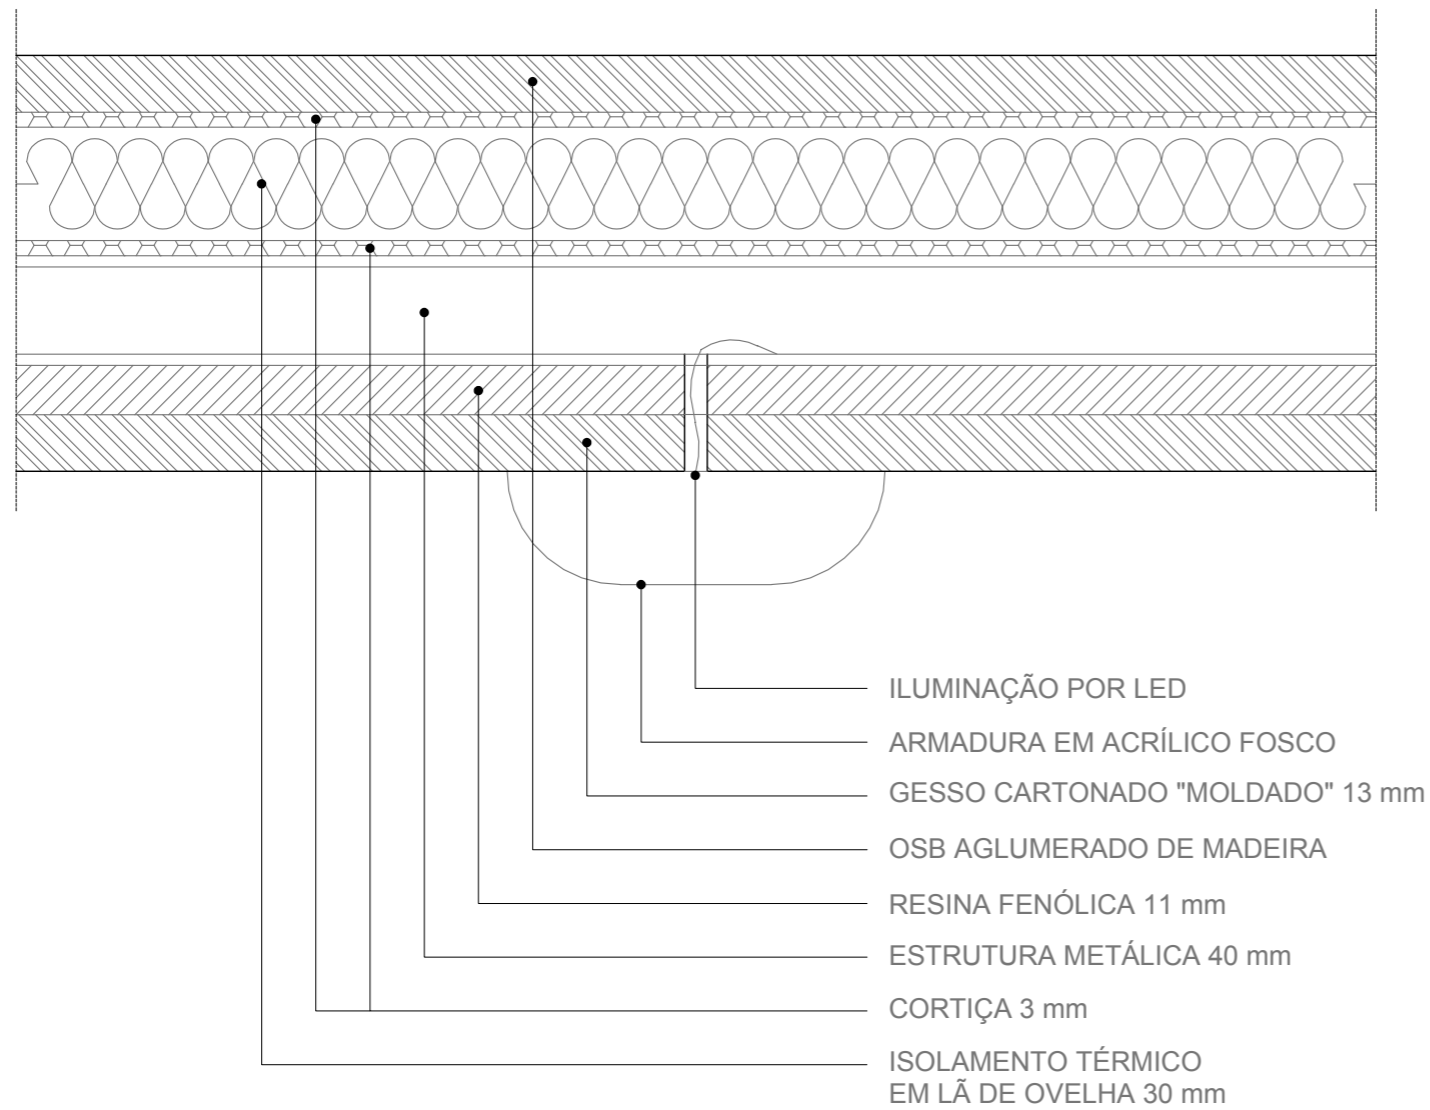 ILUMINAÇÃO POR LED
ARMADURA EM ACRÍLICO FOSCO
GESSO CARTONADO "MOLDADO" 13 mm
OSB AGLUMERADO DE MADEIRA
RESINA FENÓLICA 11 mm
ESTRUTURA METÁLICA 40 mm
CORTIÇA 3 mm
ISOLAMENTO TÉRMICO
EM LÃ DE OVELHA 30 mm